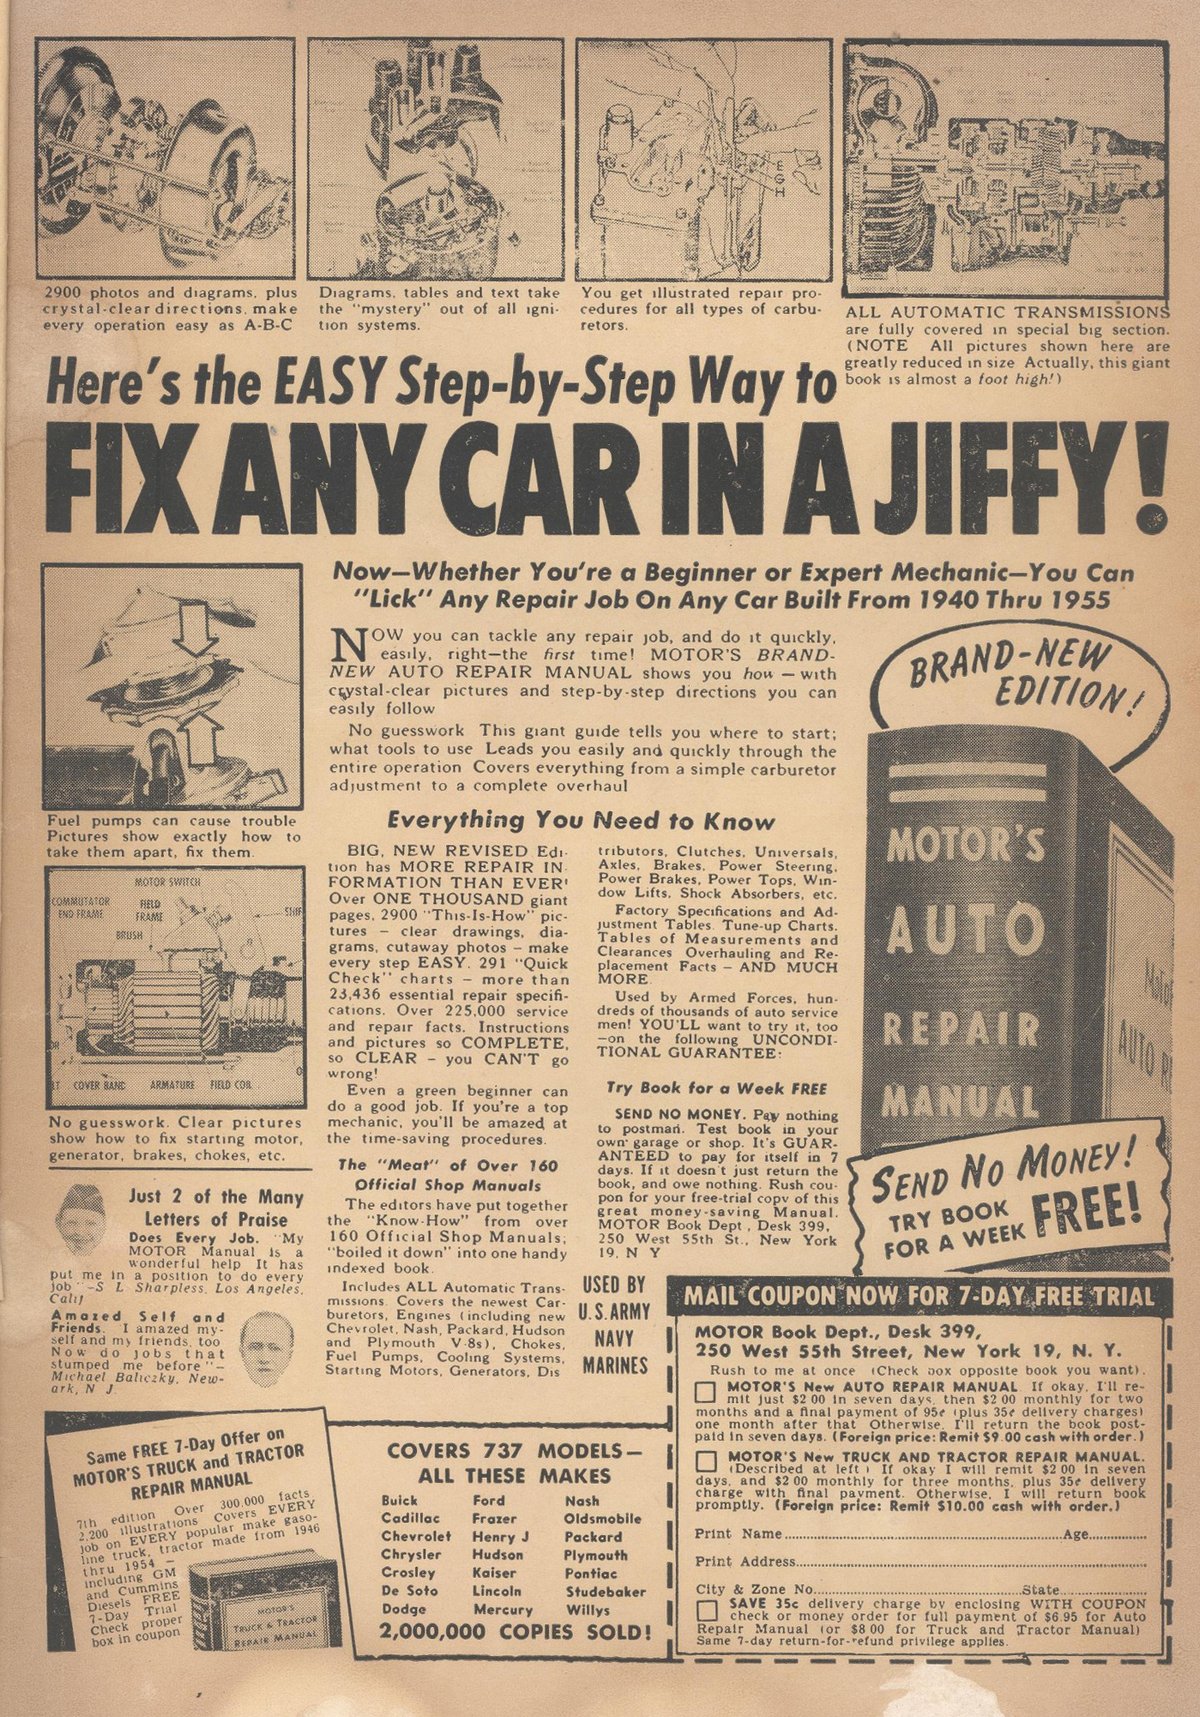 2900 photos and diagrams, plus
crystal-clear directions, make
every operation easy as A-B-C
Diagrams, tables and text take
the "mystery" out of all igni-
tion systems.
E
G
H
You get illustrated repair pro-
cedures for all types of carbu-
retors.
ALL AUTOMATIC TRANSMISSIONS
are fully covered in special big section.
(NOTE All pictures shown here are
greatly reduced in size Actually, this giant
book is almost a foot high!)
Here's the EASY Step-by-Step Way to
FIX ANY CAR IN A JIFFY!
Now—Whether You're a Beginner or Expert Mechanic—You Can
"Lick" Any Repair Job On Any Car Built From 1940 Thru 1955
NOW you can tackle any repair job, and do it quickly,
easily, right—the first time! MOTOR'S BRAND-
NEW AUTO REPAIR MANUAL shows you how — with
crystal-clear pictures and step-by-step directions you can
easily follow
No guesswork This giant guide tells you where to start;
what tools to use Leads you easily and quickly through the
entire operation Covers everything from a simple carburetor
adjustment to a complete overhaul
BRAND-NEW
EDITION!
MOTOR'S
AUTO
REPAIR
MANUAL
Fuel pumps can cause trouble
Pictures show exactly how to
take them apart, fix them.
MOTOR SWITCH
COMMUTATOR
END FRAME
FIELD
FRAME
BRUSH
COVER BAND
ARMATURE
FIELD COIL
No guesswork. Clear pictures
show how to fix starting motor,
generator, brakes, chokes, etc.
Just 2 of the Many
Letters of Praise
Does Every Job. "My
MOTOR Manual is a
wonderful help It has
put me in a position to do every
job" –S L Sharpless, Los Angeles,
Calif
Amazed Self and
Friends. I amazed my-
self and my friends, too
Now do jobs that
stumped me before"–
Michael Baliczky, New-
ark, N J.
Everything You Need to Know
BIG, NEW REVISED Edi-
tion has MORE REPAIR IN-
FORMATION THAN EVER!
Over ONE THOUSAND giant
pages, 2900 "This-Is-How" pic-
tures – clear drawings, dia-
grams, cutaway photos – make
every step EASY. 291 "Quick
Check" charts – more than
23,436 essential repair specifi-
cations. Over 225,000 service
and repair facts. Instructions
and pictures so COMPLETE,
so CLEAR – you CAN'T go
wrong!
Even a green beginner can
do a good job. If you're a top
mechanic, you'll be amazed at
the time-saving procedures.
The "Meat" of Over 160
Official Shop Manuals
The editors have put together
the "Know-How" from over
160 Official Shop Manuals;
"boiled it down" into one handy
indexed book.
Includes ALL Automatic Trans-
missions. Covers the newest Car-
buretors, Engines (including new
Chevrolet, Nash, Packard, Hudson
and Plymouth V-8s), Chokes,
Fuel Pumps, Cooling Systems,
Starting Motors, Generators, Dis
tributors, Clutches, Universals,
Axles, Brakes, Power Steering,
Power Brakes, Power Tops, Win-
dow Lifts, Shock Absorbers, etc.
Factory Specifications and Ad-
justment Tables. Tune-up Charts.
Tables of Measurements and
Clearances Overhauling and Re-
placement Facts – AND MUCH
MORE.
Used by Armed Forces, hun-
dreds of thousands of auto service
men! YOU'LL want to try it, too
—on the following UNCONDI-
TIONAL GUARANTEE:
Try Book for a Week FREE
SEND NO MONEY. Pay nothing
to postman. Test book in your
own garage or shop. It's GUAR-
ANTEED to pay for itself in 7
days. If it doesn't just return the
book, and owe nothing. Rush cou-
pon for your free-trial copy of this
great money-saving Manual.
MOTOR Book Dept., Desk 399,
250 West 55th St., New York
19, N Y
USED BY
U.S. ARMY
NAVY
MARINES
SEND NO MONEY!
TRY BOOK
FOR A WEEK FREE!
MAIL COUPON NOW FOR 7-DAY FREE TRIAL
MOTOR Book Dept., Desk 399,
250 West 55th Street, New York 19, N. Y.
Rush to me at once (Check box opposite book you want).
MOTOR'S New AUTO REPAIR MANUAL If okay, I'll re-
mit just $2 00 in seven days, then $2 00 monthly for two
months and a final payment of 95¢ (plus 35¢ delivery charges)
one month after that Otherwise, I'll return the book post-
paid in seven days. (Foreign price: Remit $9.00 cash with order.)
MOTOR'S New TRUCK AND TRACTOR REPAIR MANUAL.
(Described at left) If okay I will remit $2 00 in seven
days, and $2 00 monthly for three months, plus 35¢ delivery
charge with final payment. Otherwise, I will return book
promptly. (Foreign price: Remit $10.00 cash with order.)
Print Name.....Age.....
Print Address.....
City & Zone No.....State.....
SAVE 35c delivery charge by enclosing WITH COUPON
check or money order for full payment of $6.95 for Auto
Repair Manual (or $8 00 for Truck and Tractor Manual)
Same 7-day return-for-refund privilege applies.
Same FREE 7-Day Offer on
MOTOR'S TRUCK and TRACTOR
REPAIR MANUAL
7th edition Over 300,000 facts
2,200 illustrations Covers EVERY
job on EVERY popular make gaso-
line truck, tractor made from 1946
thru 1954 –
including GM
and Cummins
Diesels FREE
7-Day Trial
Check proper
box in coupon
MOTOR'S
TRUCK & TRACTOR
REPAIR MANUAL
COVERS 737 MODELS—
ALL THESE MAKES
Buick Ford Nash
Cadillac Frazer Oldsmobile
Chevrolet Henry J Packard
Chrysler Hudson Plymouth
Crosley Kaiser Pontiac
De Soto Lincoln Studebaker
Dodge Mercury Willys
2,000,000 COPIES SOLD!